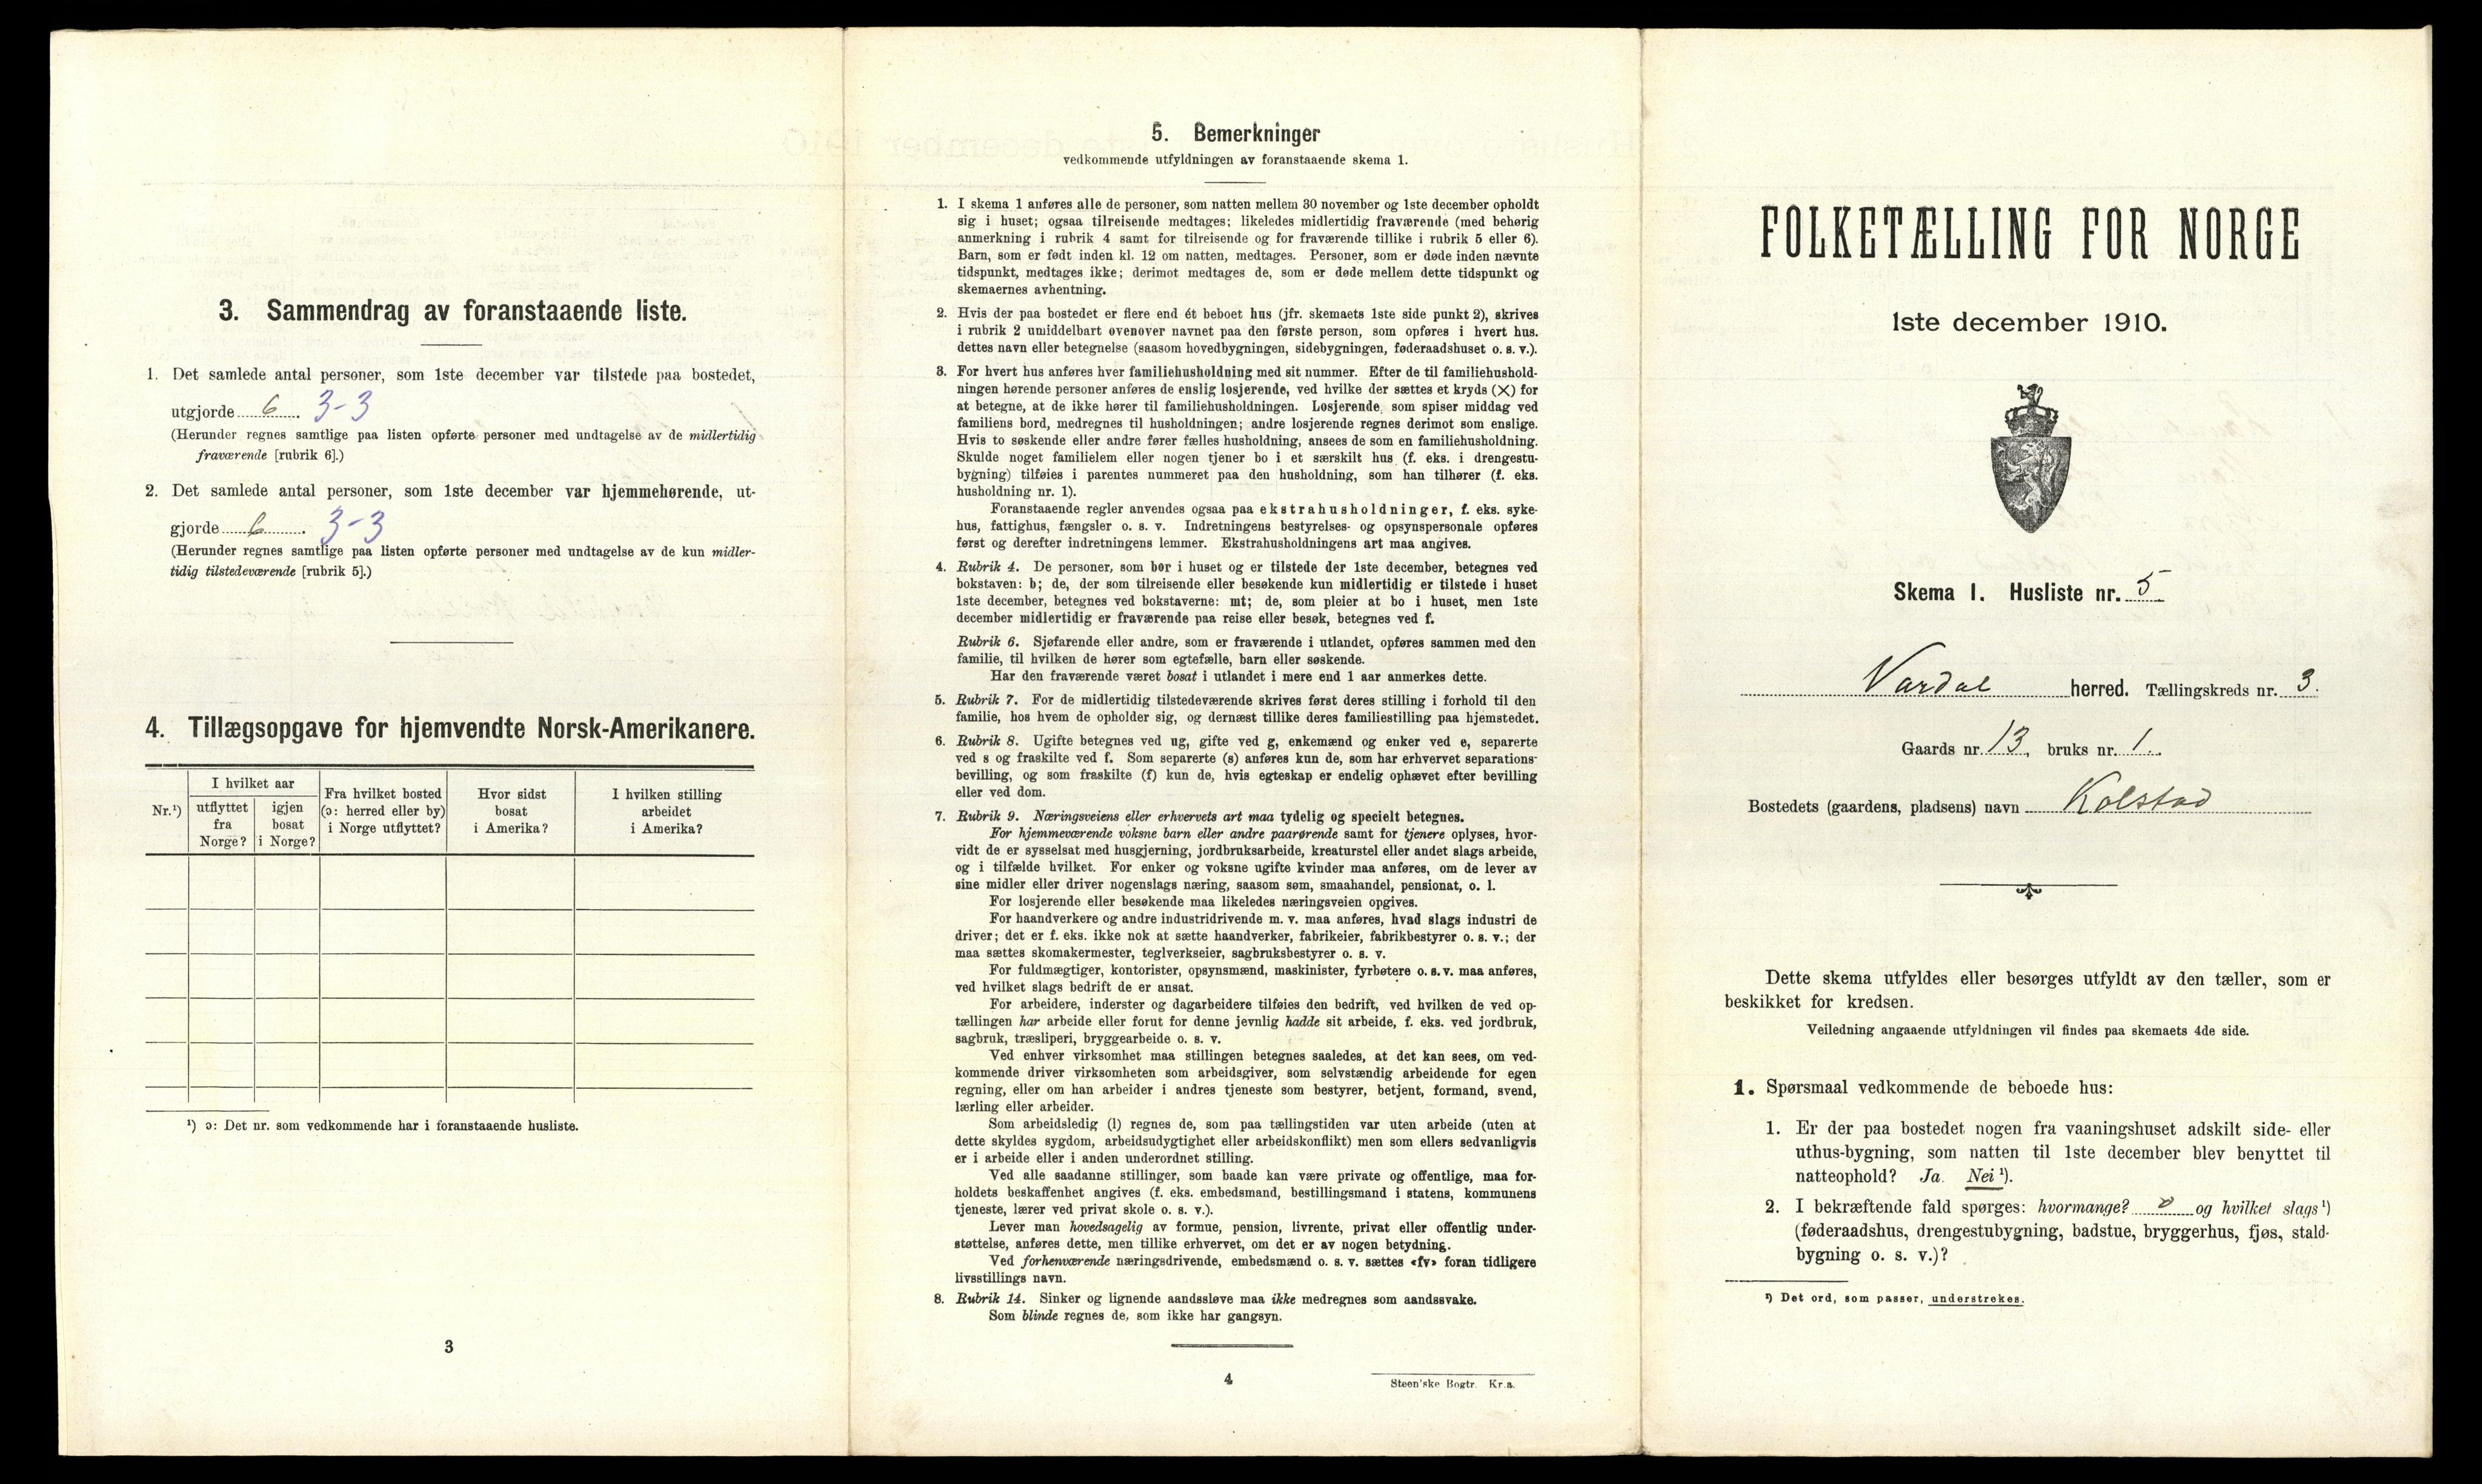 3. Sammendrag av foranstaaende liste.
1. Det samlede antal personer, som 1ste december var tilstede paa bostedet,
utgjorde 6. 3-3
(Herunder regnes samtlige paa listen opførte personer med undtagelse av de midlertidig
fraværende [rubrik 6].)
2. Det samlede antal personer, som 1ste december var hjemmehørende, ut-
gjorde 6. 3-3
(Herunder regnes samtlige paa listen opførte personer med undtagelse av de kun midler-
tidig tilstedeværende [rubrik 5].)
4. Tillægsopgave for hjemvendte Norsk-Amerikanere.
Nr.¹)
I hvilket aar
utflyttet
fra
Norge?
igjen
bosat
i Norge?
Fra hvilket bosted
(ɔ: herred eller by)
i Norge utflyttet?
Hvor sidst
bosat
i Amerika?
I hvilken stilling
arbeidet
i Amerika?
¹) ɔ: Det nr. som vedkommende har i foranstaaende husliste.
3
5. Bemerkninger
vedkommende utfyldningen av foranstaaende skema 1.
1. I skema 1 anføres alle de personer, som natten mellem 30 november og 1ste december opholdt
sig i huset; ogsaa tilreisende medtages; likeledes midlertidig fraværende (med behørig
anmerkning i rubrik 4 samt for tilreisende og for fraværende tillike i rubrik 5 eller 6).
Barn, som er født inden kl. 12 om natten, medtages. Personer, som er døde inden nævnte
tidspunkt, medtages ikke; derimot medtages de, som er døde mellem dette tidspunkt og
skemaernes avhentning.
2. Hvis der paa bostedet er flere end ét beboet hus (jfr. skemaets 1ste side punkt 2), skrives
i rubrik 2 umiddelbart ovenover navnet paa den første person, som opføres i hvert hus.
dettes navn eller betegnelse (saasom hovedbygningen, sidebygningen, føderaadshuset o. s. v.).
3. For hvert hus anføres hver familiehusholdning med sit nummer. Efter de til familiehushold-
ningen hørende personer anføres de enslig losjerende, ved hvilke der sættes et kryds (X) for
at betegne, at de ikke hører til familiehusholdningen. Losjerende, som spiser middag ved
familiens bord, medregnes til husholdningen; andre losjerende regnes derimot som enslige.
Hvis to søskende eller andre fører fælles husholdning, ansees de som en familiehusholdning.
Skulde noget familielem eller nogen tjener bo i et særskilt hus (f. eks. i drengestu-
bygning) tilføies i parentes nummeret paa den husholdning, som han tilhører (f. eks.
husholdning nr. 1).
Foranstaaende regler anvendes ogsaa paa ekstrahusholdninger, f. eks. syke-
hus, fattighus, fængsler o. s. v. Indretningens bestyrelses- og opsynspersonale opføres
først og derefter indretningens lemmer. Ekstrahusholdningens art maa angives.
4. Rubrik 4. De personer, som bor i huset og er tilstede der 1ste december, betegnes ved
bokstaven: b; de, der som tilreisende eller besøkende kun midlertidig er tilstede i huset
1ste december, betegnes ved bokstaverne: mt; de, som pleier at bo i huset, men 1ste
december midlertidig er fraværende paa reise eller besøk, betegnes ved f.
Rubrik 6. Sjøfarende eller andre, som er fraværende i utlandet, opføres sammen med den
familie, til hvilken de hører som egtefælle, barn eller søskende.
Har den fraværende været bosat i utlandet i mere end 1 aar anmerkes dette.
5. Rubrik 7. For de midlertidig tilstedeværende skrives først deres stilling i forhold til den
familie, hos hvem de opholder sig, og dernæst tillike deres familiestilling paa hjemstedet.
6. Rubrik 8. Ugifte betegnes ved ug, gifte ved g, enkemænd og enker ved e, separerte
ved s og fraskilte ved f. Som separerte (s) anføres kun de, som har erhvervet separations-
bevilling, og som fraskilte (f) kun de, hvis egteskap er endelig ophævet efter bevilling
eller ved dom.
7. Rubrik 9. Næringsveiens eller erhvervets art maa tydelig og specielt betegnes.
For hjemmeværende voksne barn eller andre paarørende samt for tjenere oplyses, hvor-
vidt de er sysselsat med husgjerning, jordbruksarbeide, kreaturstel eller andet slags arbeide,
og i tilfælde hvilket. For enker og voksne ugifte kvinder maa anføres, om de lever av
sine midler eller driver nogenslags næring, saasom søm, smaahandel, pensionat, o. l.
For losjerende eller besøkende maa likeledes næringsveien opgives.
For haandverkere og andre industridrivende m. v. maa anføres, hvad slags industri de
driver; det er f. eks. ikke nok at sætte haandverker, fabrikeier, fabrikbestyrer o. s. v.; der
maa sættes skomakermester, teglverkseier, sagbruksbestyrer o. s. v.
For fuldmægtiger, kontorister, opsynsmænd, maskinister, fyrbøtere o. s. v. maa anføres,
ved hvilket slags bedrift de er ansat.
For arbeidere, inderster og dagarbeidere tilføies den bedrift, ved hvilken de ved op-
tællingen har arbeide eller forut for denne jevnlig hadde sit arbeide, f. eks. ved jordbruk,
sagbruk, træsliperi, bryggearbeide o. s. v.
Ved enhver virksomhet maa stillingen betegnes saaledes, at det kan sees, om ved-
kommende driver virksomheten som arbeidsgiver, som selvstændig arbeidende for egen
regning, eller om han arbeider i andres tjeneste som bestyrer, betjent, formand, svend,
lærling eller arbeider.
Som arbeidsledig (l) regnes de, som paa tællingstiden var uten arbeide (uten at
dette skyldes sygdom, arbeidsudygtighet eller arbeidskonflikt) men som ellers sedvanligvis
er i arbeide eller i anden underordnet stilling.
Ved alle saadanne stillinger, som baade kan være private og offentlige, maa for-
holdets beskaffenhet angives (f. eks. embedsmand, bestillingsmand i statens, kommunens
tjeneste, lærer ved privat skole o. s. v.).
Lever man hovedsagelig av formue, pension, livrente, privat eller offentlig under-
støttelse, anføres dette, men tillike erhvervet, om det er av nogen betydning.
Ved forhenværende næringsdrivende, embedsmænd o. s. v. sættes «fv» foran tidligere
livsstillings navn.
8. Rubrik 14. Sinker og lignende aandssløve maa ikke medregnes som aandssvake.
Som blinde regnes de, som ikke har gangsyn.
4
Steen'ske Bogtr. Kr.a.
FOLKETÆLLING FOR NORGE
1ste december 1910.
Skema I. Husliste nr. 5
Vardal herred. Tællingskreds nr. 3.
Gaards nr. 13, bruks nr. 1.
Bostedets (gaardens, pladsens) navn Kolstad
Dette skema utfyldes eller besørges utfyldt av den tæller, som er
beskikket for kredsen.
Veiledning angaaende utfyldningen vil findes paa skemaets 4de side.
1. Spørsmaal vedkommende de beboede hus:
1. Er der paa bostedet nogen fra vaaningshuset adskilt side- eller
uthus-bygning, som natten til 1ste december blev benyttet til
natteophold? Ja. Nei ¹).
2. I bekræftende fald spørges: hvormange? og hvilket slags ¹)
(føderaadshus, drengestubygning, badstue, bryggerhus, fjøs, stald-
bygning o. s. v.)?
¹) Det ord, som passer, understrekes.